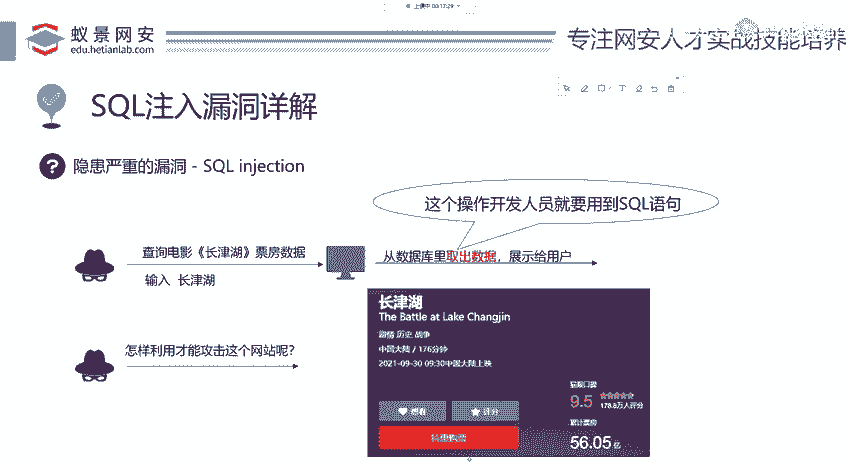 上课中 00:17:29
蚁景网安
edu.hetianlab.com
专注网安人才实战技能培养
SQL注入漏洞详解
隐患严重的漏洞 - SQL injection
这个操作开发人员就要用到SQL语句
查询电影《长津湖》票房数据
从数据库里取出数据，展示给用户
输入 长津湖
长津湖
The Battle at Lake Changjin
剧情 历史 战争
中国大陆 / 176分钟
2021-09-30 09:30中国大陆上映
怎样利用才能攻击这个网站呢?
猫眼口碑
9.5
178.8万人评分
想看
评分
累计票房
特惠购票
56.05亿